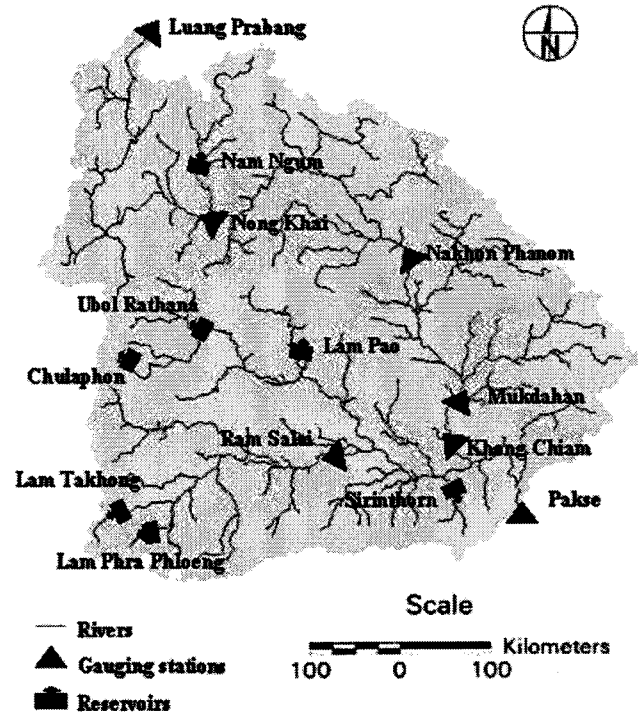 Luang Prabang
N
Nam Ngum
Nong Khai
Nakhon Phanom
Ubol Rathana
Lam Pao
Chulaphon
Mukdahan
Ram Salai
Khong Chiam
Lam Takhong
Sirinthorn
Pakse
Lam Phra Phloeng
Scale
Rivers
Kilometers
Gauging stations
100 0 100
Reservoirs